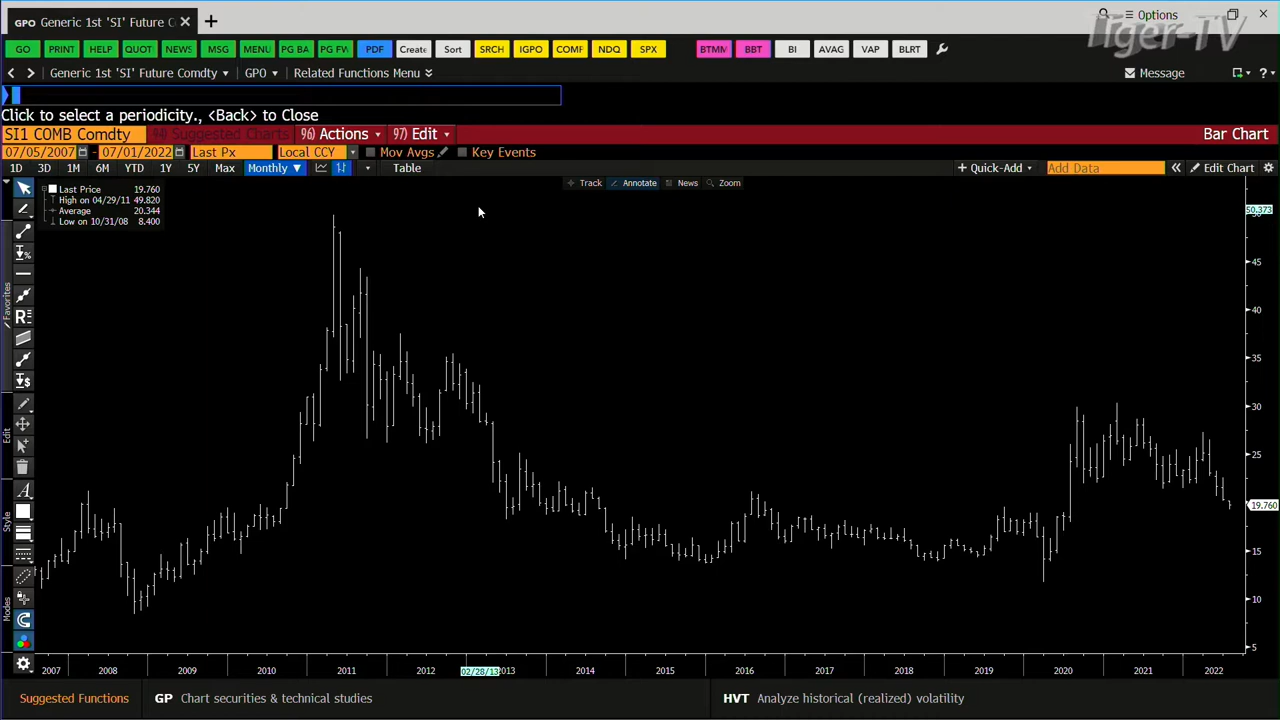 GPO Generic 1st 'SI' Future C × +
Options
Tiger-TV
GO PRINT HELP QUOT NEWS MSG MENU PG BA PG FW PDF Create Sort SRCH IGPO COMF NDQ SPX BTMM BBT BI AVAG VAP BLRT
Generic 1st 'SI' Future Comdty GPO Related Functions Menu Message ?
Click to select a periodicity., <Back> to Close
SI1 COMB Comdty 94) Suggested Charts 96) Actions 97) Edit Bar Chart
07/05/2007 - 07/01/2022 Last Px Local CCY Mov Avgs Key Events
1D 3D 1M 6M YTD 1Y 5Y Max Monthly Table + Quick-Add Add Data « Edit Chart
Track Annotate News Zoom
Last Price 19.760
High on 04/29/11 49.820
Average 20.344
Low on 10/31/08 8.400
50.373
45
40
35
30
25
19.760
15
10
5
Favorites
Edit
Style
Modes
2007 2008 2009 2010 2011 2012 02/28/13 2014 2015 2016 2017 2018 2019 2020 2021 2022
Suggested Functions GP Chart securities & technical studies HVT Analyze historical (realized) volatility